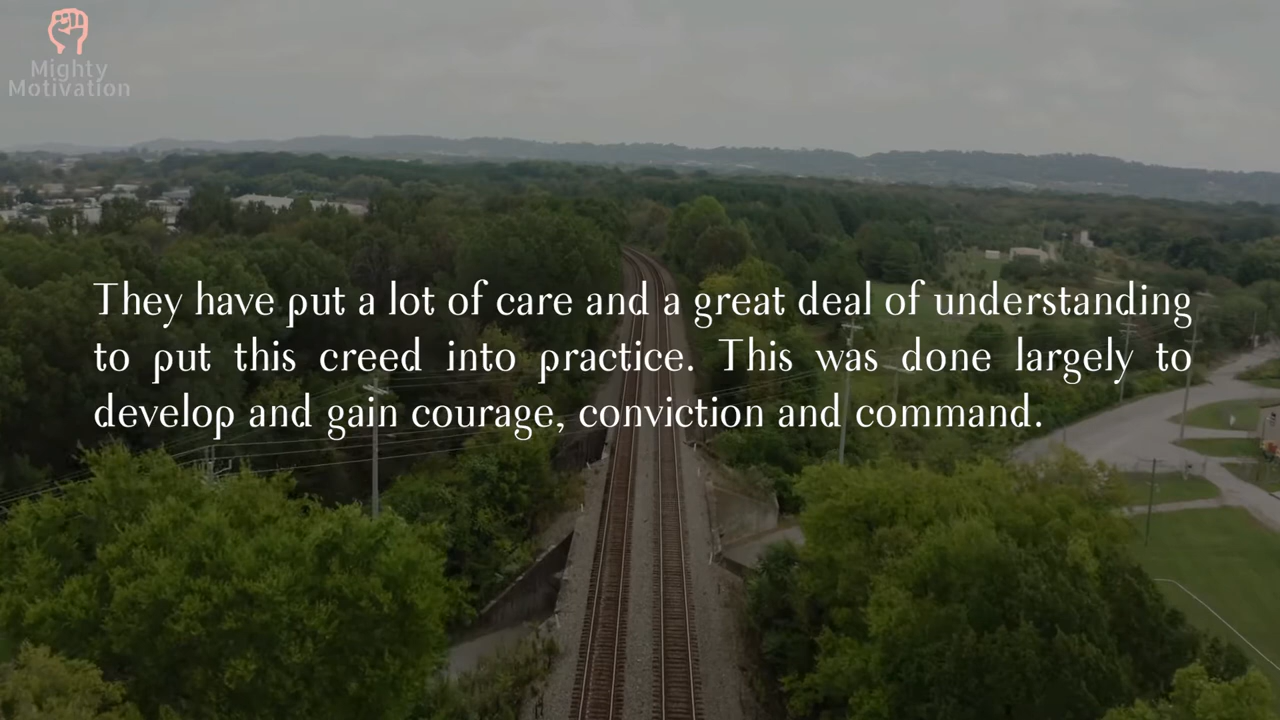 Mighty
Motivation
They have put a lot of care and a great deal of understanding
to put this creed into practice. This was done largely to
develop and gain courage, conviction and command.